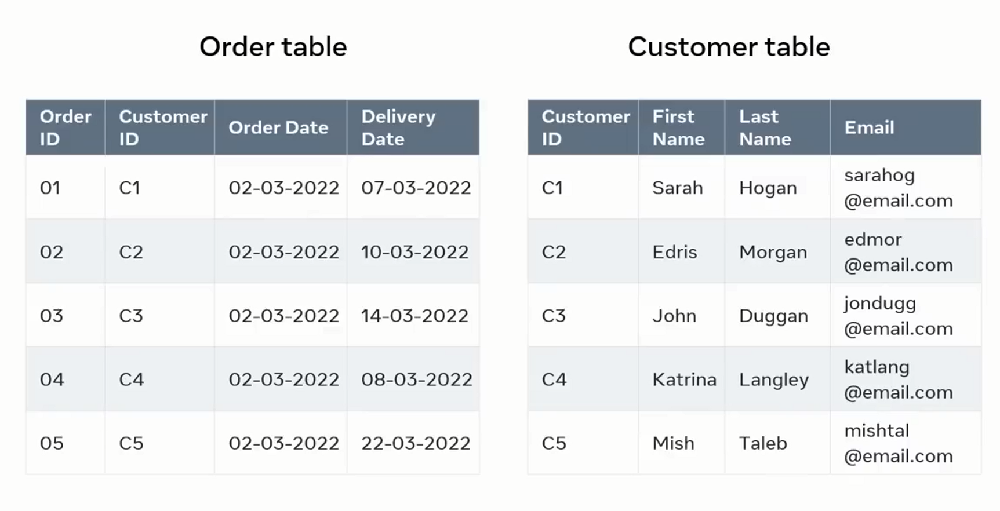 Order table
Order ID Customer ID Order Date Delivery Date
01 C1 02-03-2022 07-03-2022
02 C2 02-03-2022 10-03-2022
03 C3 02-03-2022 14-03-2022
04 C4 02-03-2022 08-03-2022
05 C5 02-03-2022 22-03-2022
Customer table
Customer ID First Name Last Name Email
C1 Sarah Hogan sarahog
@email.com
C2 Edris Morgan edmor
@email.com
C3 John Duggan jondugg
@email.com
C4 Katrina Langley katlang
@email.com
C5 Mish Taleb mishtal
@email.com